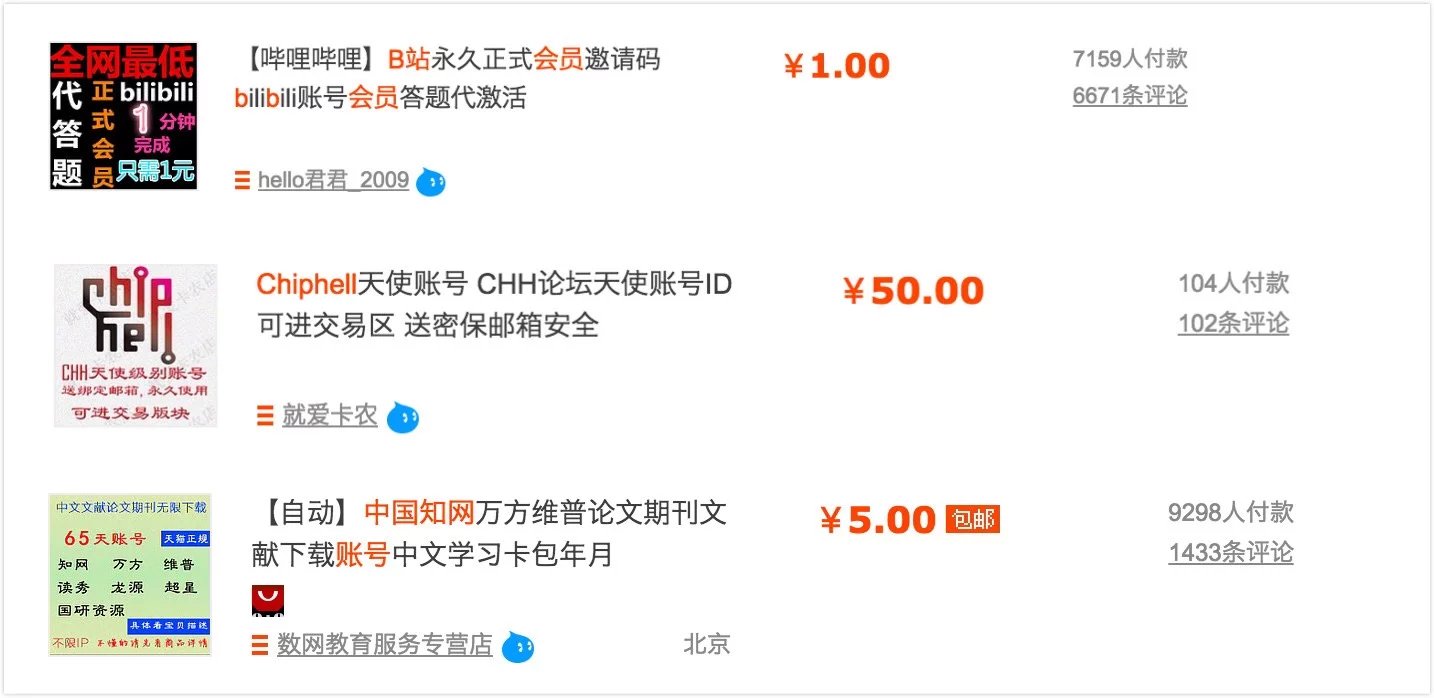 全网最低
代答题
正式会员
bilibili
1分钟
完成
只需1元
【哔哩哔哩】B站永久正式会员邀请码
bilibili账号会员答题代激活
¥1.00
7159人付款
6671条评论
hello君君_2009
chip
hell
CHH天使级别账号
送绑定邮箱,永久使用
可进交易版块
Chiphell天使账号 CHH论坛天使账号ID
可进交易区 送密保邮箱安全
¥50.00
104人付款
102条评论
就爱卡农
中文文献论文期刊无限下载
65天账号 天猫正规
知网 万方 维普
读秀 龙源 超星
国研资源
具体看宝贝描述
不限IP 不懂的请先看商品详情
【自动】中国知网万方维普论文期刊文
献下载账号中文学习卡包年月
¥5.00 包邮
9298人付款
1433条评论
数网教育服务专营店
北京